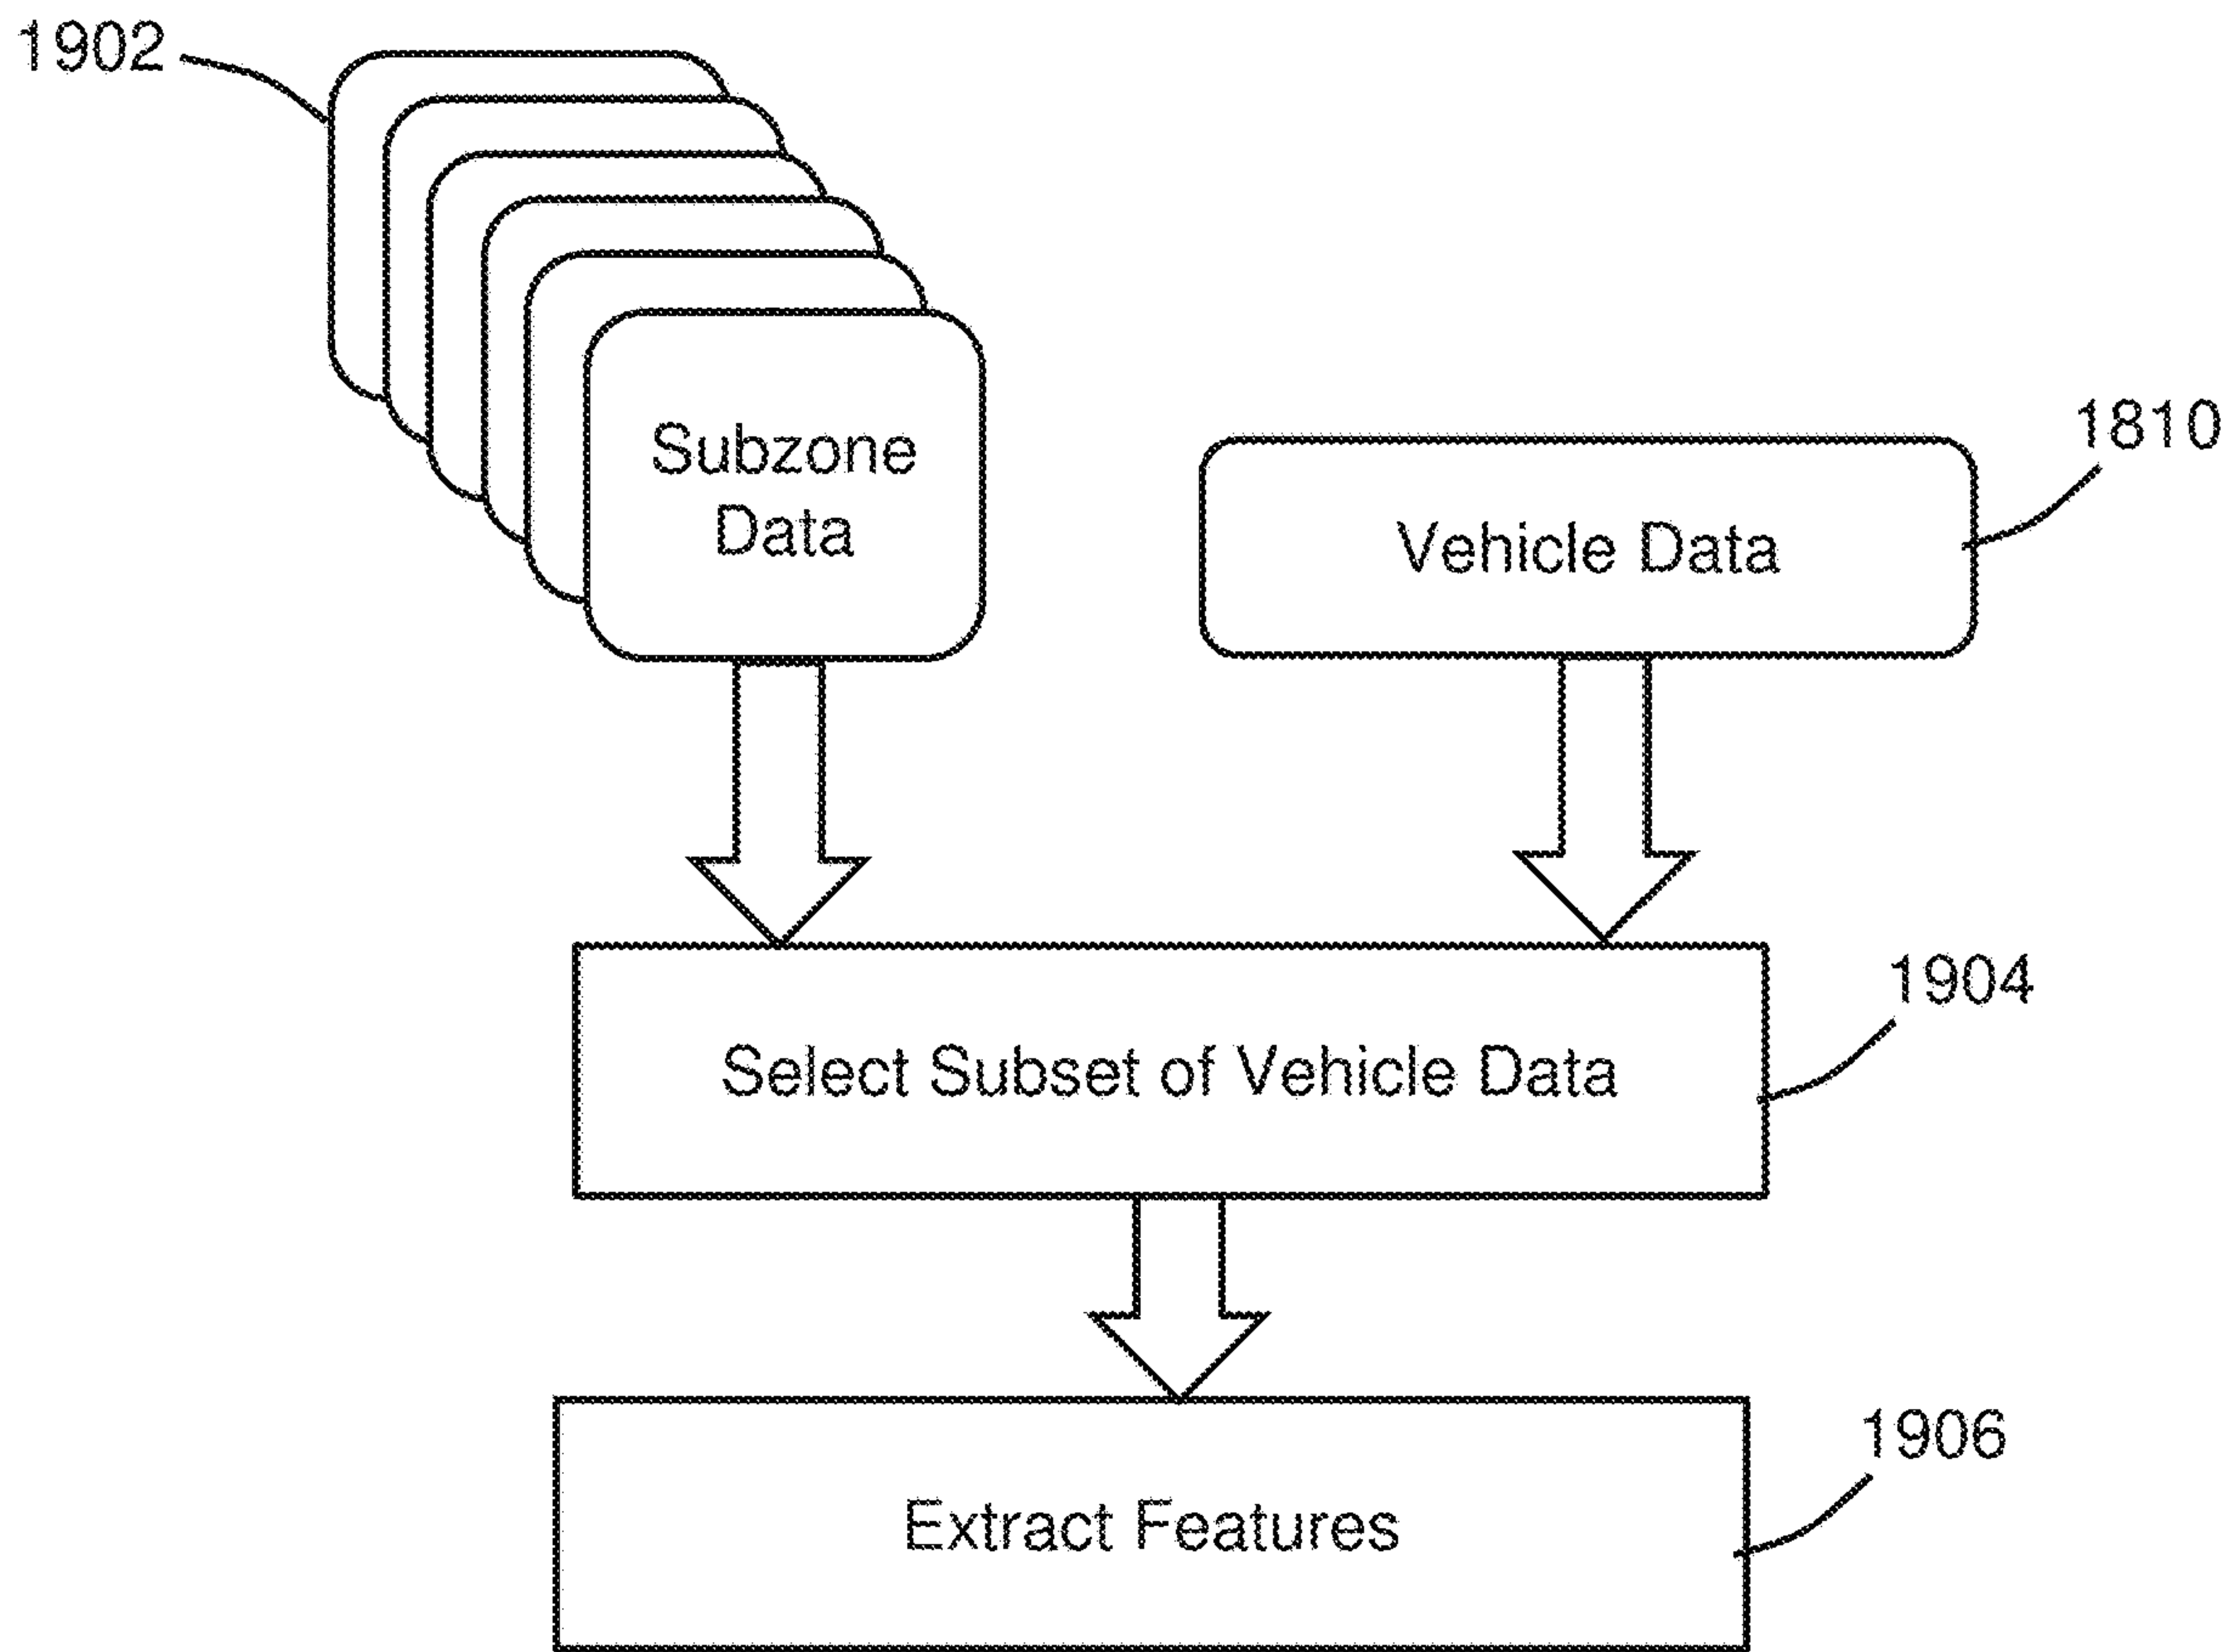 1902
Subzone
Data
1810
Vehicle Data
1904
Select Subset of Vehicle Data
1906
Extract Features